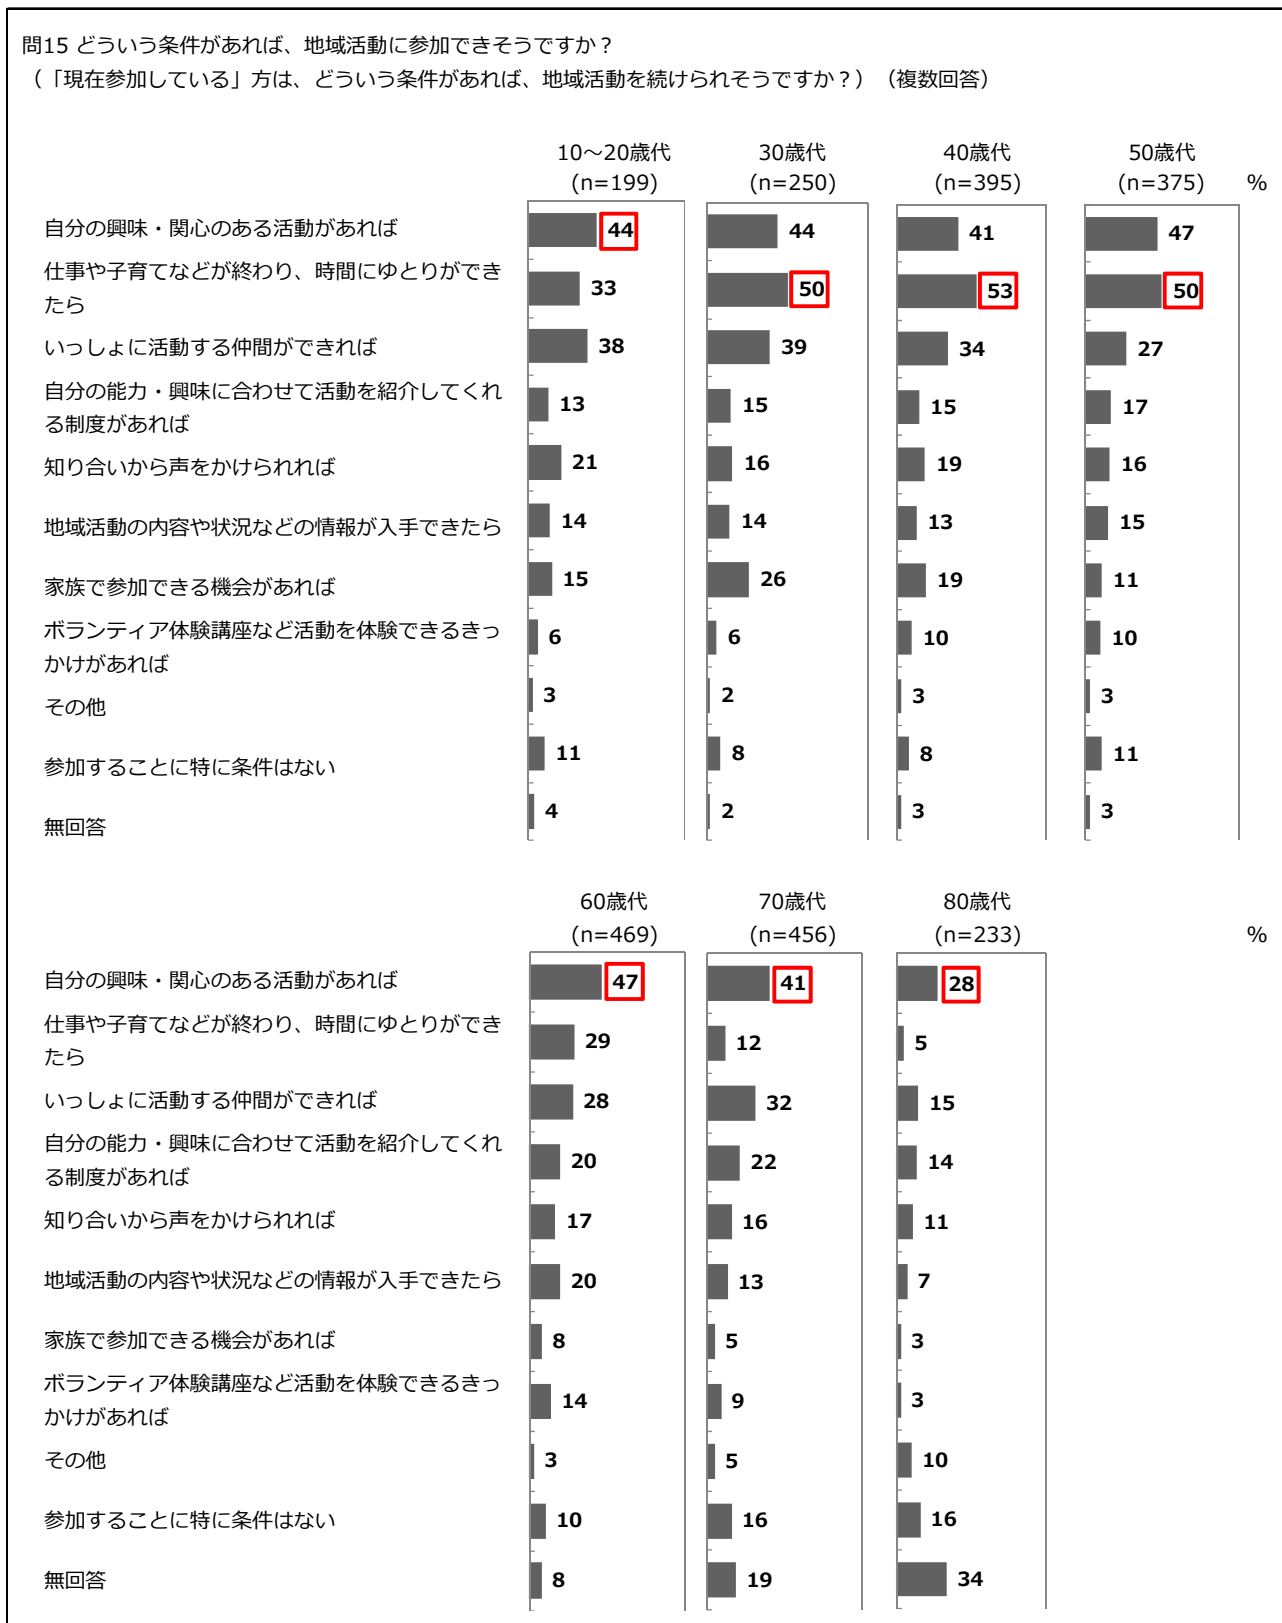 問15 どういう条件があれば、地域活動に参加できそうですか？
（「現在参加している」方は、どういう条件があれば、地域活動を続けられそうですか？）（複数回答）
10～20歳代 30歳代 40歳代 50歳代
(n=199) (n=250) (n=395) (n=375) %
自分の興味・関心のある活動があれば 44 44 41 47
仕事や子育てなどが終わり、時間にゆとりができ
たら 33 50 53 50
いっしょに活動する仲間ができれば 38 39 34 27
自分の能力・興味に合わせて活動を紹介してくれ
る制度があれば 13 15 15 17
知り合いから声をかけられれば 21 16 19 16
地域活動の内容や状況などの情報が入手できたら 14 14 13 15
家族で参加できる機会があれば 15 26 19 11
ボランティア体験講座など活動を体験できるきっ
かけがあれば 6 6 10 10
その他 3 2 3 3
参加することに特に条件はない 11 8 8 11
無回答 4 2 3 3
60歳代 70歳代 80歳代
(n=469) (n=456) (n=233) %
自分の興味・関心のある活動があれば 47 41 28
仕事や子育てなどが終わり、時間にゆとりができ
たら 29 12 5
いっしょに活動する仲間ができれば 28 32 15
自分の能力・興味に合わせて活動を紹介してくれ
る制度があれば 20 22 14
知り合いから声をかけられれば 17 16 11
地域活動の内容や状況などの情報が入手できたら 20 13 7
家族で参加できる機会があれば 8 5 3
ボランティア体験講座など活動を体験できるきっ
かけがあれば 14 9 3
その他 3 5 10
参加することに特に条件はない 10 16 16
無回答 8 19 34